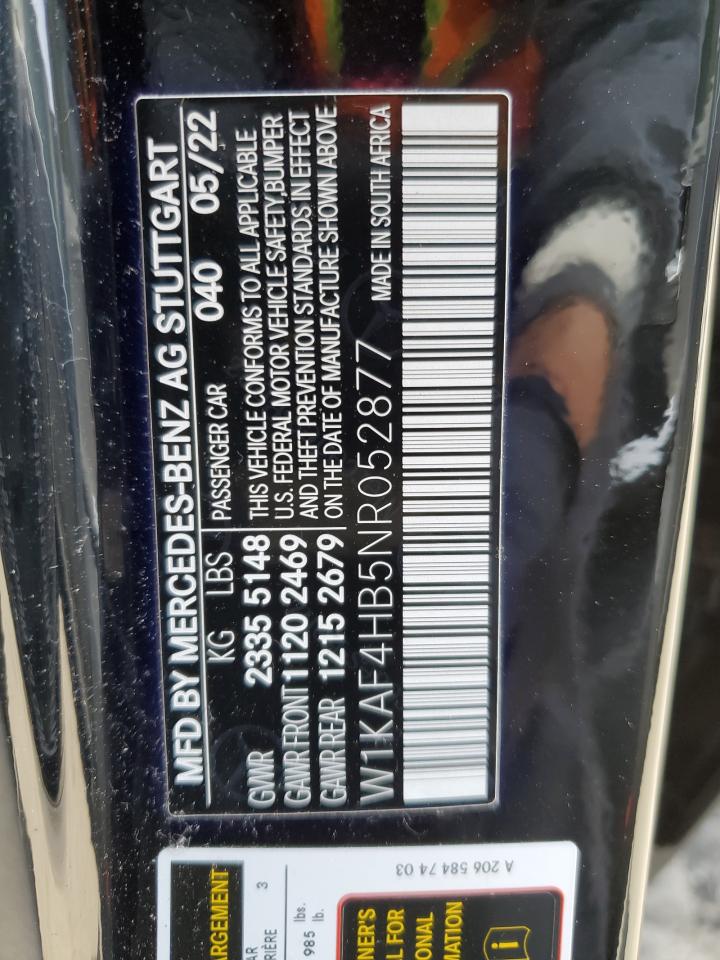 MFD BY MERCEDES-BENZ AG STUTTGART
KG LBS PASSENGER CAR 040 05/22
GVWR 2335 5148
GAWR FRONT 1120 2469
GAWR REAR 1215 2679
THIS VEHICLE CONFORMS TO ALL APPLICABLE
U.S. FEDERAL MOTOR VEHICLE SAFETY,BUMPER
AND THEFT PREVENTION STANDARDS IN EFFECT
ON THE DATE OF MANUFACTURE SHOWN ABOVE.
W1KAF4HB5NR052877 MADE IN SOUTH AFRICA
RGEMENT
AR 3
RIÈRE
985 lbs.
lb.
NER'S
L FOR
ONAL
MATION
i
A 206 584 74 03